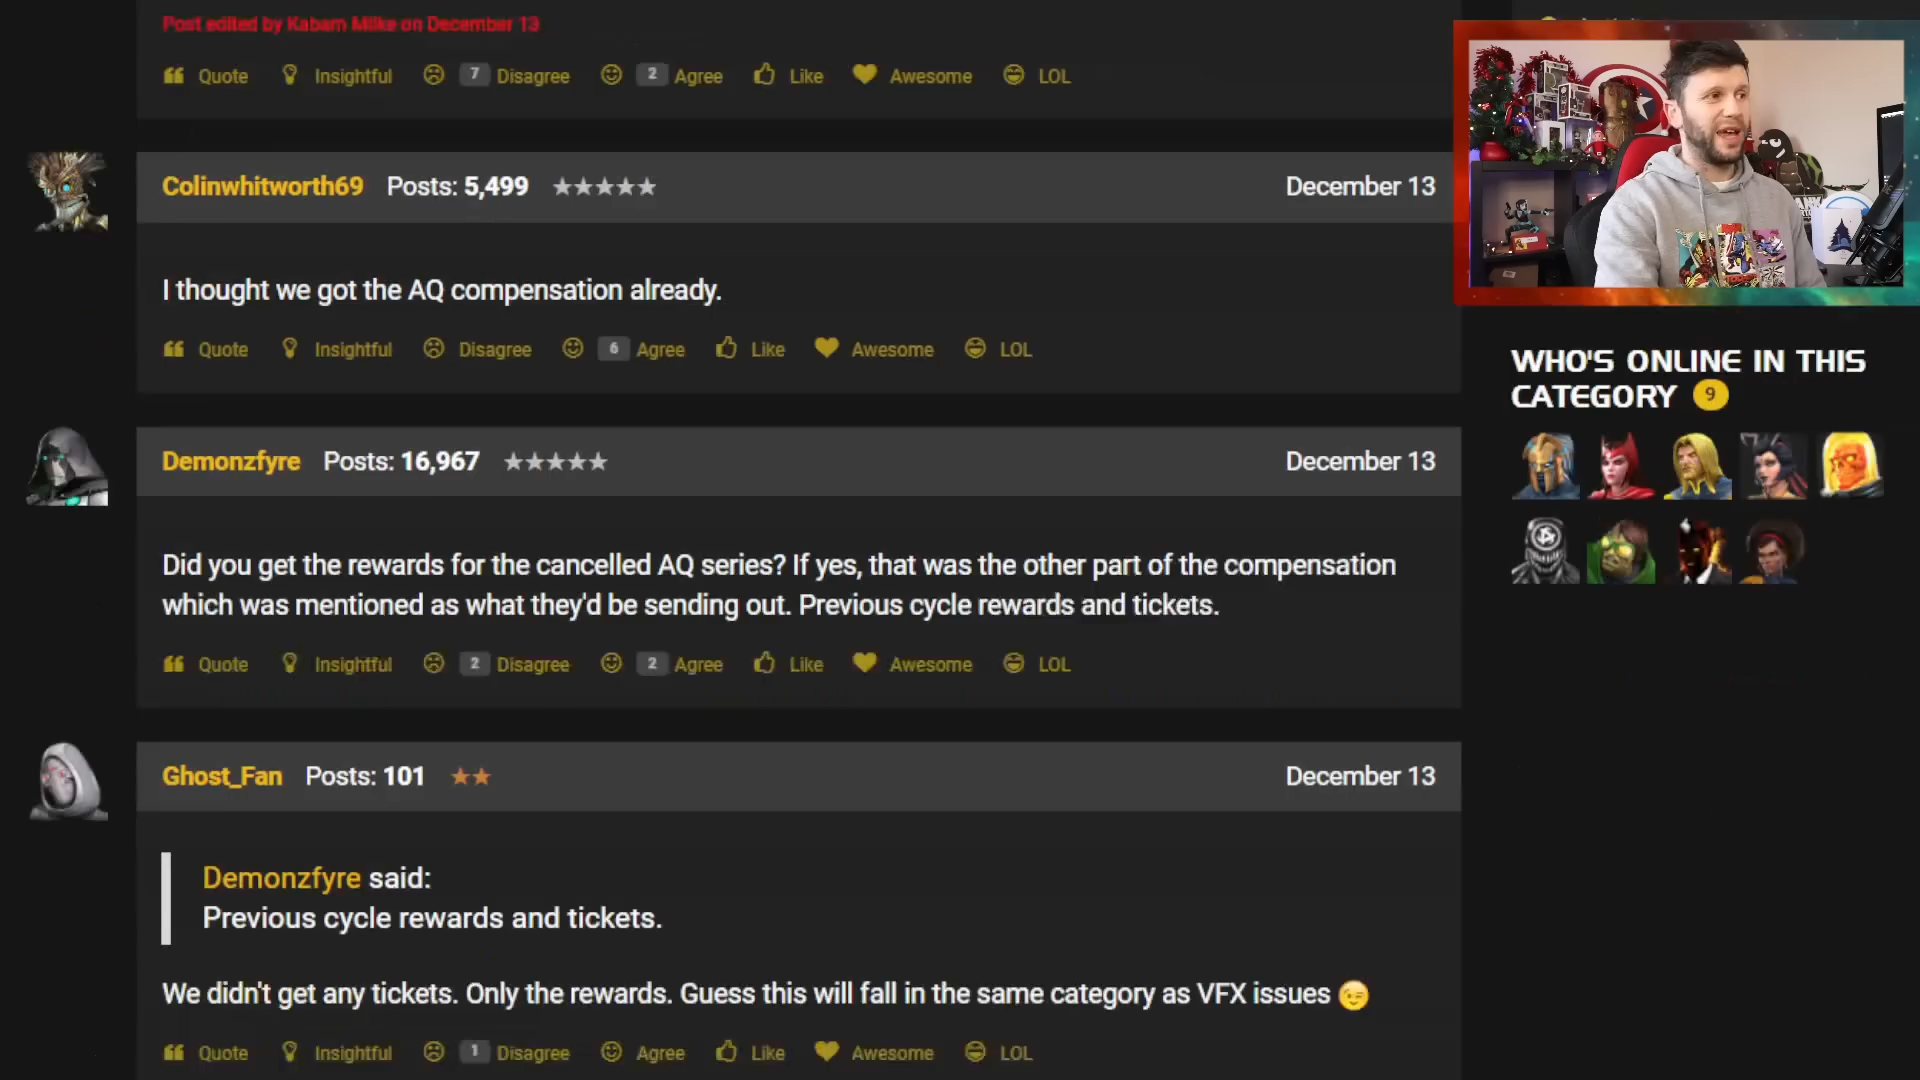 Post edited by Kabam Miike on December 13
Quote Insightful 7 Disagree 2 Agree Like Awesome LOL
Colinwhitworth69 Posts: 5,499 ★★★★★ December 13
I thought we got the AQ compensation already.
Quote Insightful Disagree 6 Agree Like Awesome LOL
Demonzfyre Posts: 16,967 ★★★★★ December 13
Did you get the rewards for the cancelled AQ series? If yes, that was the other part of the compensation
which was mentioned as what they'd be sending out. Previous cycle rewards and tickets.
Quote Insightful 2 Disagree 2 Agree Like Awesome LOL
Ghost_Fan Posts: 101 ★★ December 13
Demonzfyre said:
Previous cycle rewards and tickets.
We didn't get any tickets. Only the rewards. Guess this will fall in the same category as VFX issues 😉
Quote Insightful 1 Disagree Agree Like Awesome LOL
WHO'S ONLINE IN THIS
CATEGORY 9